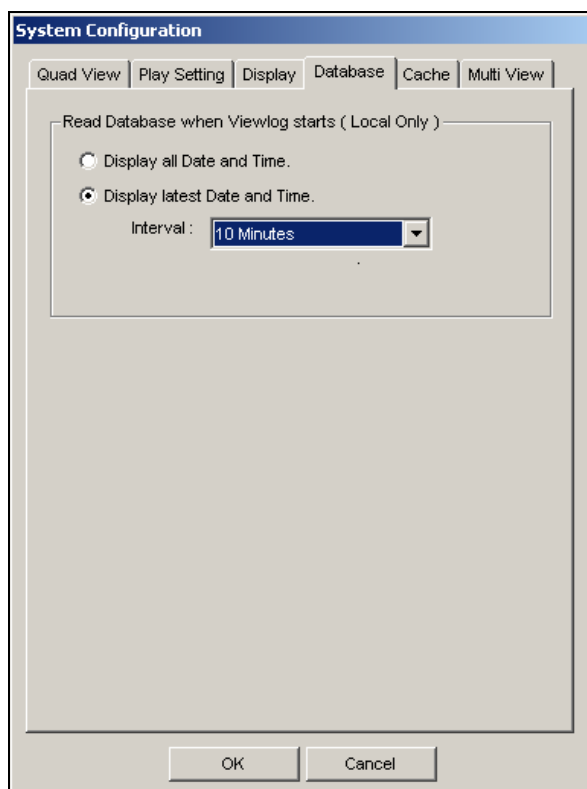 System Configuration
Quad View Play Setting Display Database Cache Multi View
Read Database when Viewlog starts ( Local Only )
Display all Date and Time.
Display latest Date and Time.
Interval : 10 Minutes
OK Cancel